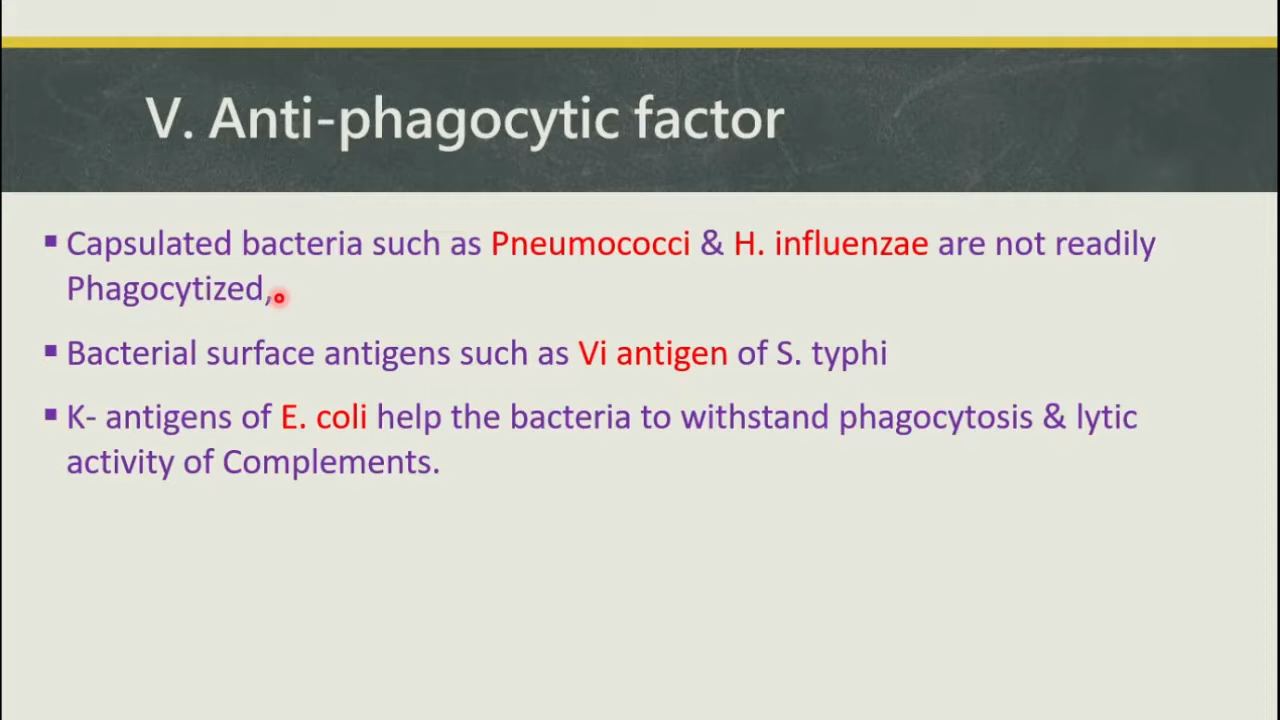 V. Anti-phagocytic factor
▪ Capsulated bacteria such as Pneumococci & H. influenzae are not readily
Phagocytized,
▪ Bacterial surface antigens such as Vi antigen of S. typhi
▪ K- antigens of E. coli help the bacteria to withstand phagocytosis & lytic
activity of Complements.